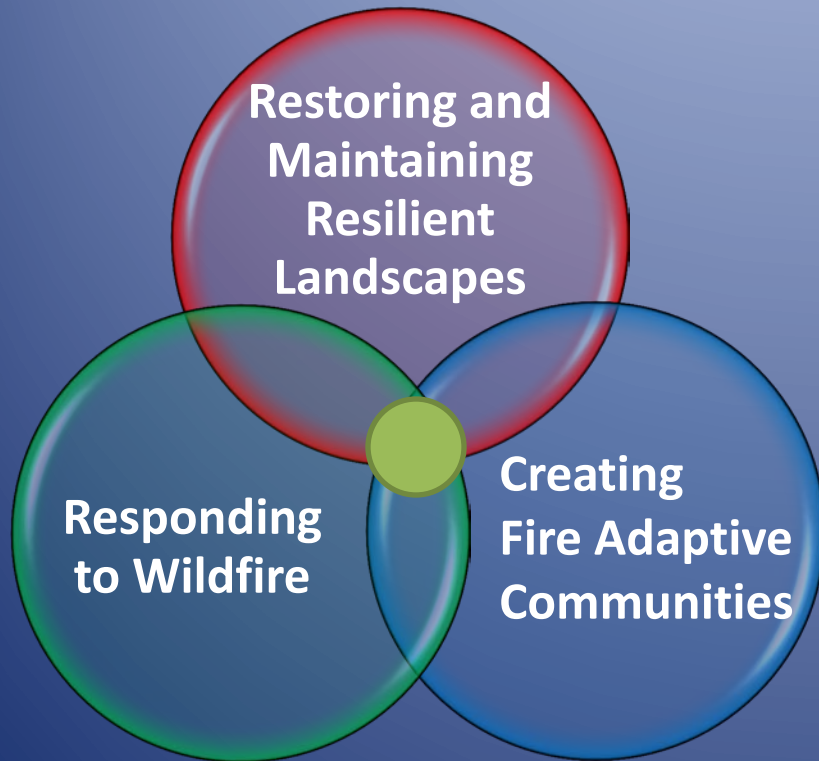 Restoring and
Maintaining
Resilient
Landscapes
Responding
to Wildfire
Creating
Fire Adaptive
Communities